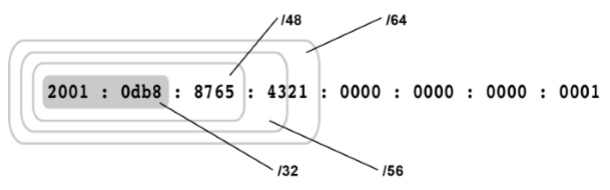 /48
/64
2001 : 0db8 : 8765 : 4321 : 0000 : 0000 : 0000 : 0001
/32
/56